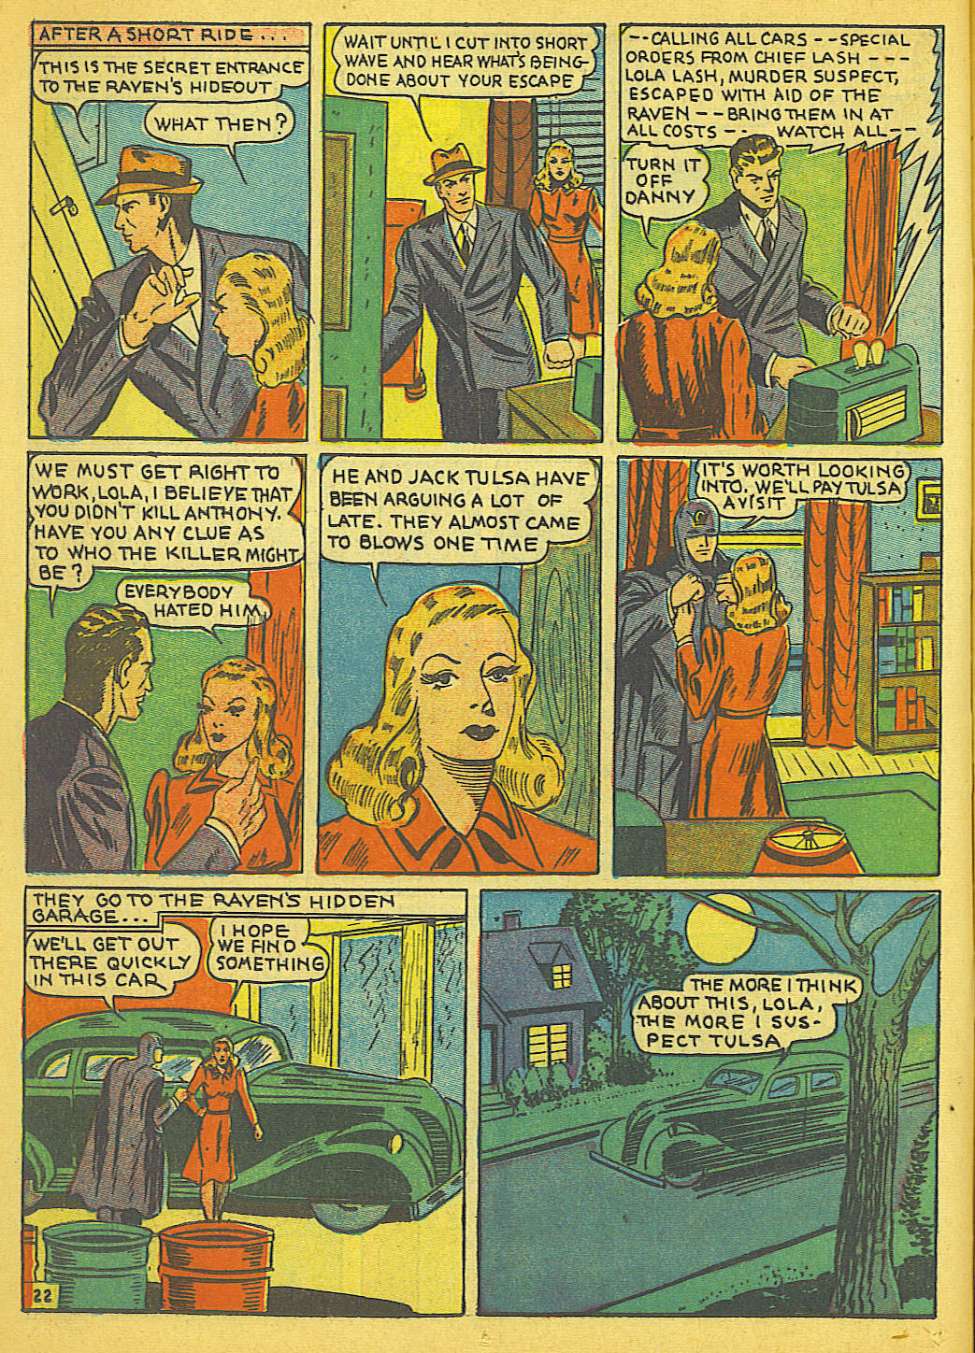 AFTER A SHORT RIDE...
THIS IS THE SECRET ENTRANCE
TO THE RAVEN'S HIDEOUT
WHAT THEN?
WAIT UNTIL I CUT INTO SHORT
WAVE AND HEAR WHAT'S BEING-
DONE ABOUT YOUR ESCAPE
--CALLING ALL CARS --SPECIAL
ORDERS FROM CHIEF LASH ---
LOLA LASH, MURDER SUSPECT,
ESCAPED WITH AID OF THE
RAVEN -- BRING THEM IN AT
ALL COSTS -- WATCH ALL --
TURN IT
OFF
DANNY
WE MUST GET RIGHT TO
WORK, LOLA, I BELIEVE THAT
YOU DIDN'T KILL ANTHONY.
HAVE YOU ANY CLUE AS
TO WHO THE KILLER MIGHT
BE?
EVERYBODY
HATED HIM
HE AND JACK TULSA HAVE
BEEN ARGUING A LOT OF
LATE. THEY ALMOST CAME
TO BLOWS ONE TIME
IT'S WORTH LOOKING
INTO. WE'LL PAY TULSA
A VISIT
THEY GO TO THE RAVEN'S HIDDEN
GARAGE...
WE'LL GET OUT
THERE QUICKLY
IN THIS CAR
I HOPE
WE FIND
SOMETHING
22
THE MORE I THINK
ABOUT THIS, LOLA,
THE MORE I SUS-
PECT TULSA